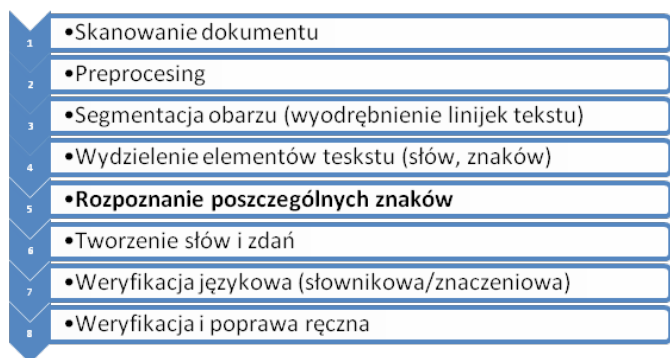 1 •Skanowanie dokumentu
2 •Preprocesing
3 •Segmentacja obarzu (wyodrębnienie linijek tekstu)
4 •Wydzielenie elementów teskstu (słów, znaków)
5 •Rozpoznanie poszczególnych znaków
6 •Tworzenie słów i zdań
7 •Weryfikacja językowa (słownikowa/znaczeniowa)
8 •Weryfikacja i poprawa ręczna